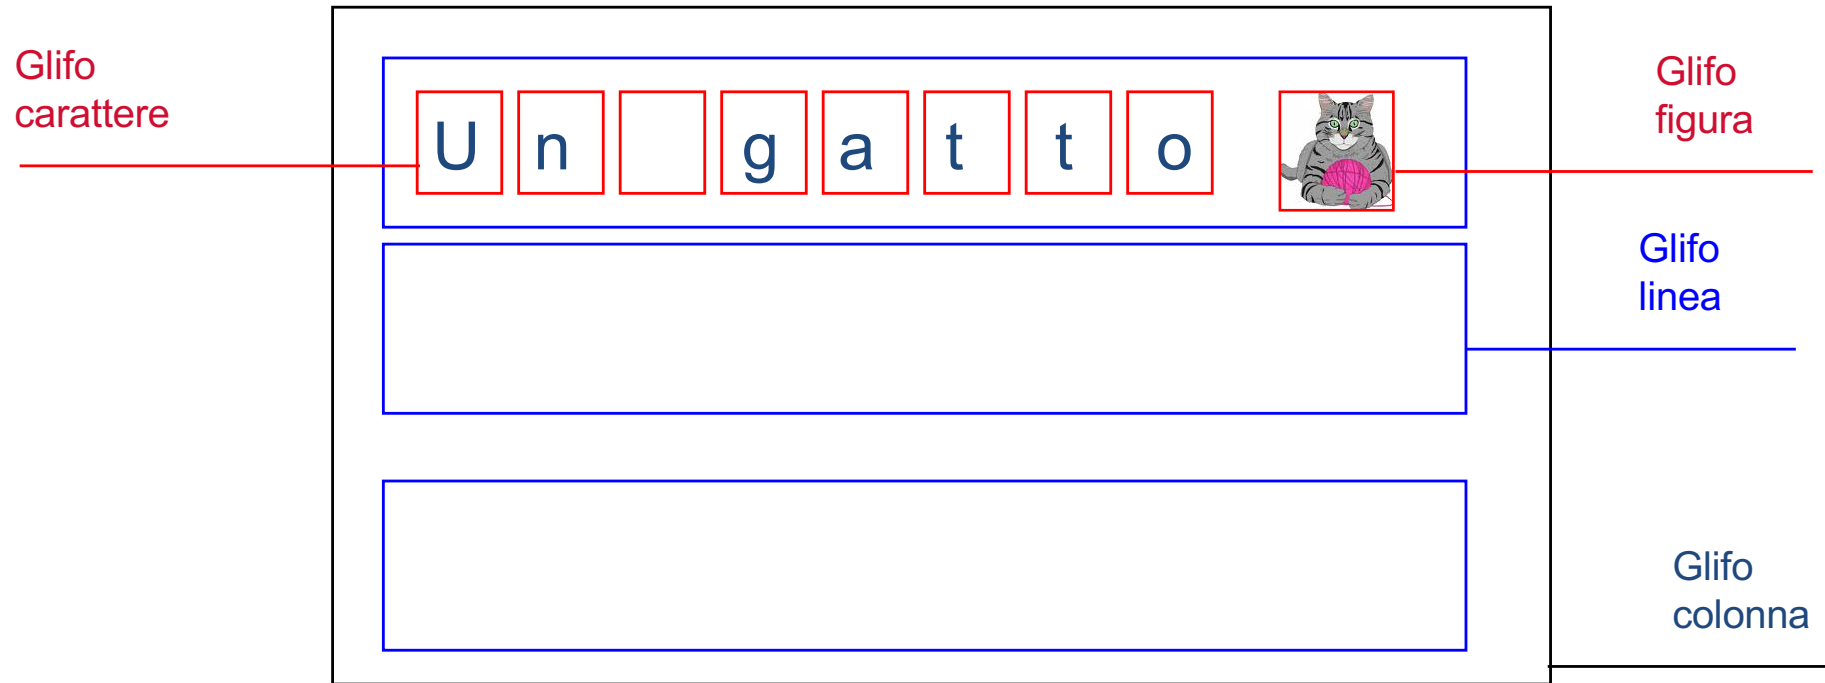 Glifo
carattere
U n g a t t o
Glifo
figura
Glifo
linea
Glifo
colonna